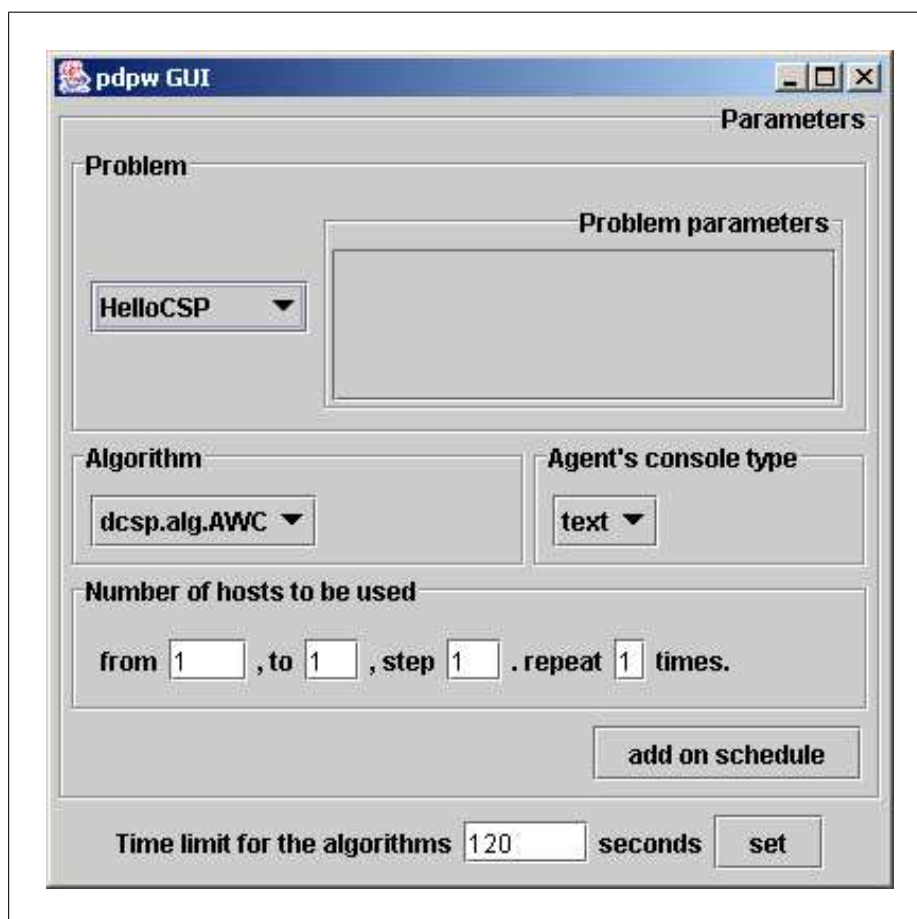 pdpw GUI
Parameters
Problem
Problem parameters
HelloCSP
Algorithm
Agent's console type
dcsp.alg.AWC
text
Number of hosts to be used
from 1 , to 1 , step 1 . repeat 1 times.
add on schedule
Time limit for the algorithms 120 seconds set